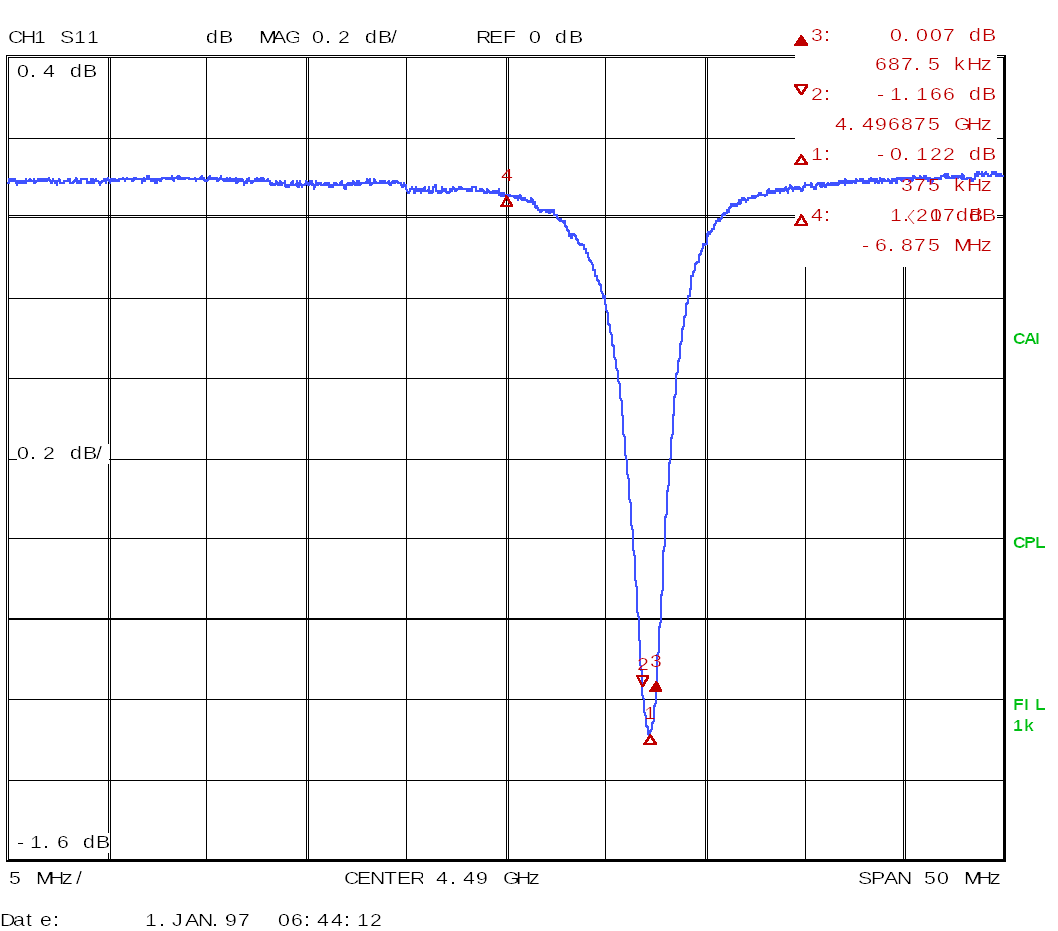 CH1 S11 dB MAG 0.2 dB/ REF 0 dB
3: 0.007 dB
0.4 dB
687.5 kHz
2: -1.166 dB
4.496875 GHz
1: -0.122 dB
4
375 kHz
4:
-6.875 MHz
CAI
0.2 dB/
CPL
2 3
FIL
1
1k
-1.6 dB
5 MHz/ CENTER 4.49 GHz SPAN 50 MHz
Date: 1.JAN.97 06:44:12